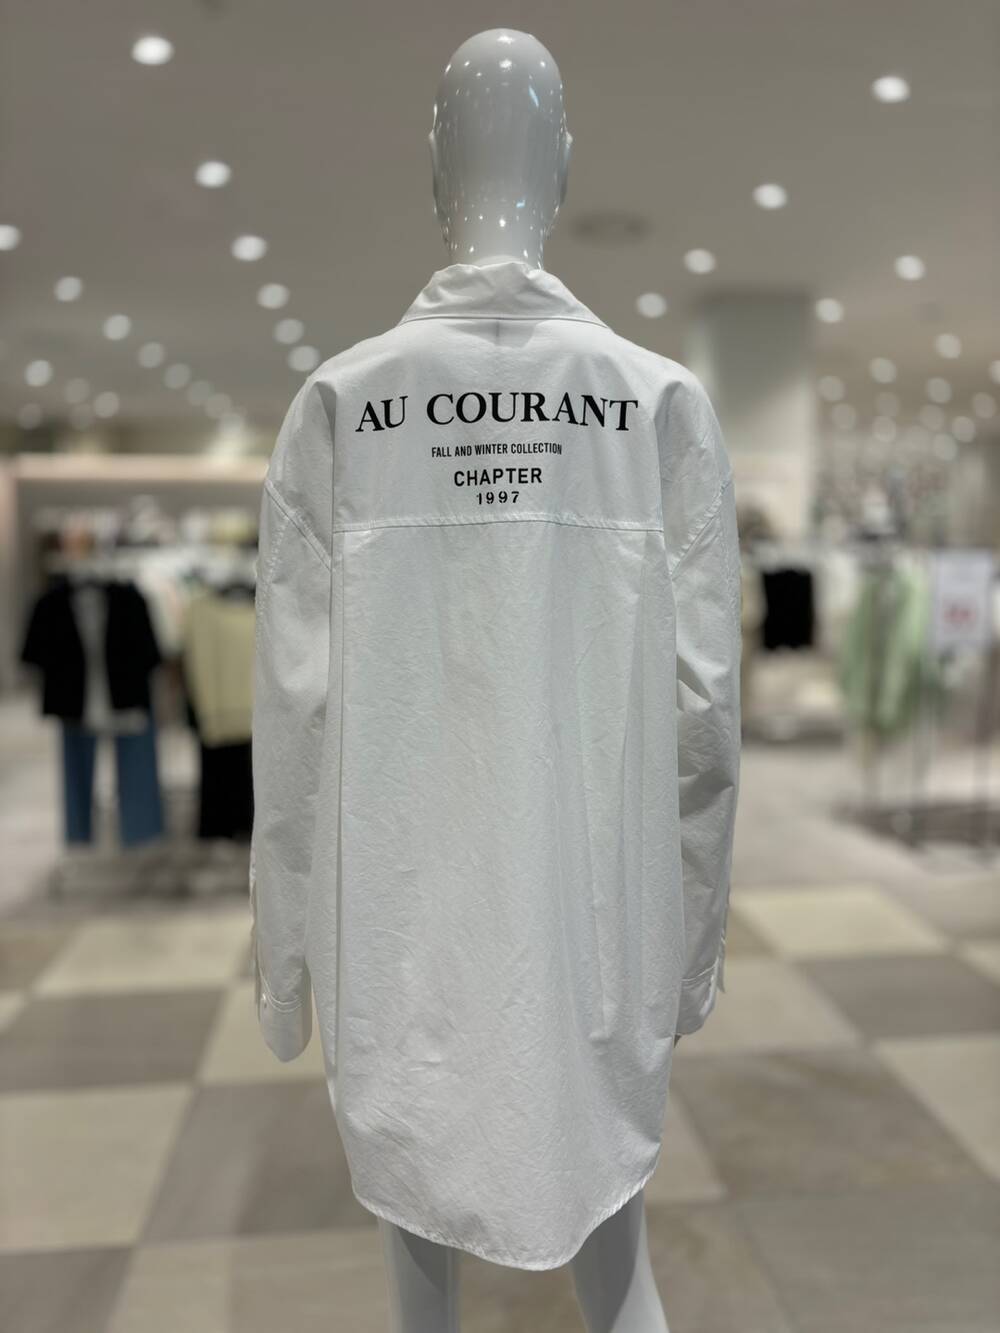 AU COURANT
FALL AND WINTER COLLECTION
CHAPTER
1997